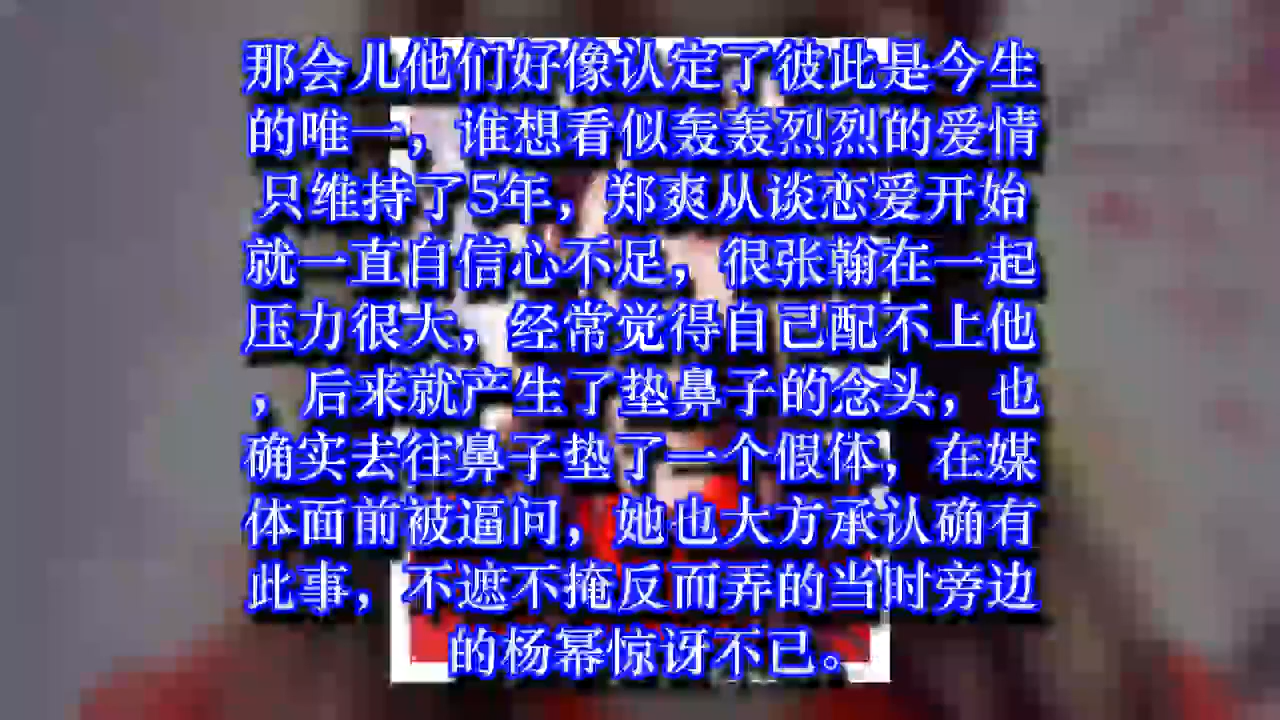 那会儿他们好像认定了彼此是今生
的唯一，谁想看似轰轰烈烈的爱情
只维持了5年，郑爽从谈恋爱开始
就一直自信心不足，很张翰在一起
压力很大，经常觉得自己配不上他
，后来就产生了垫鼻子的念头，也
确实去往鼻子垫了一个假体，在媒
体面前被逼问，她也大方承认确有
此事，不遮不掩反而弄的当时旁边
的杨幂惊讶不已。